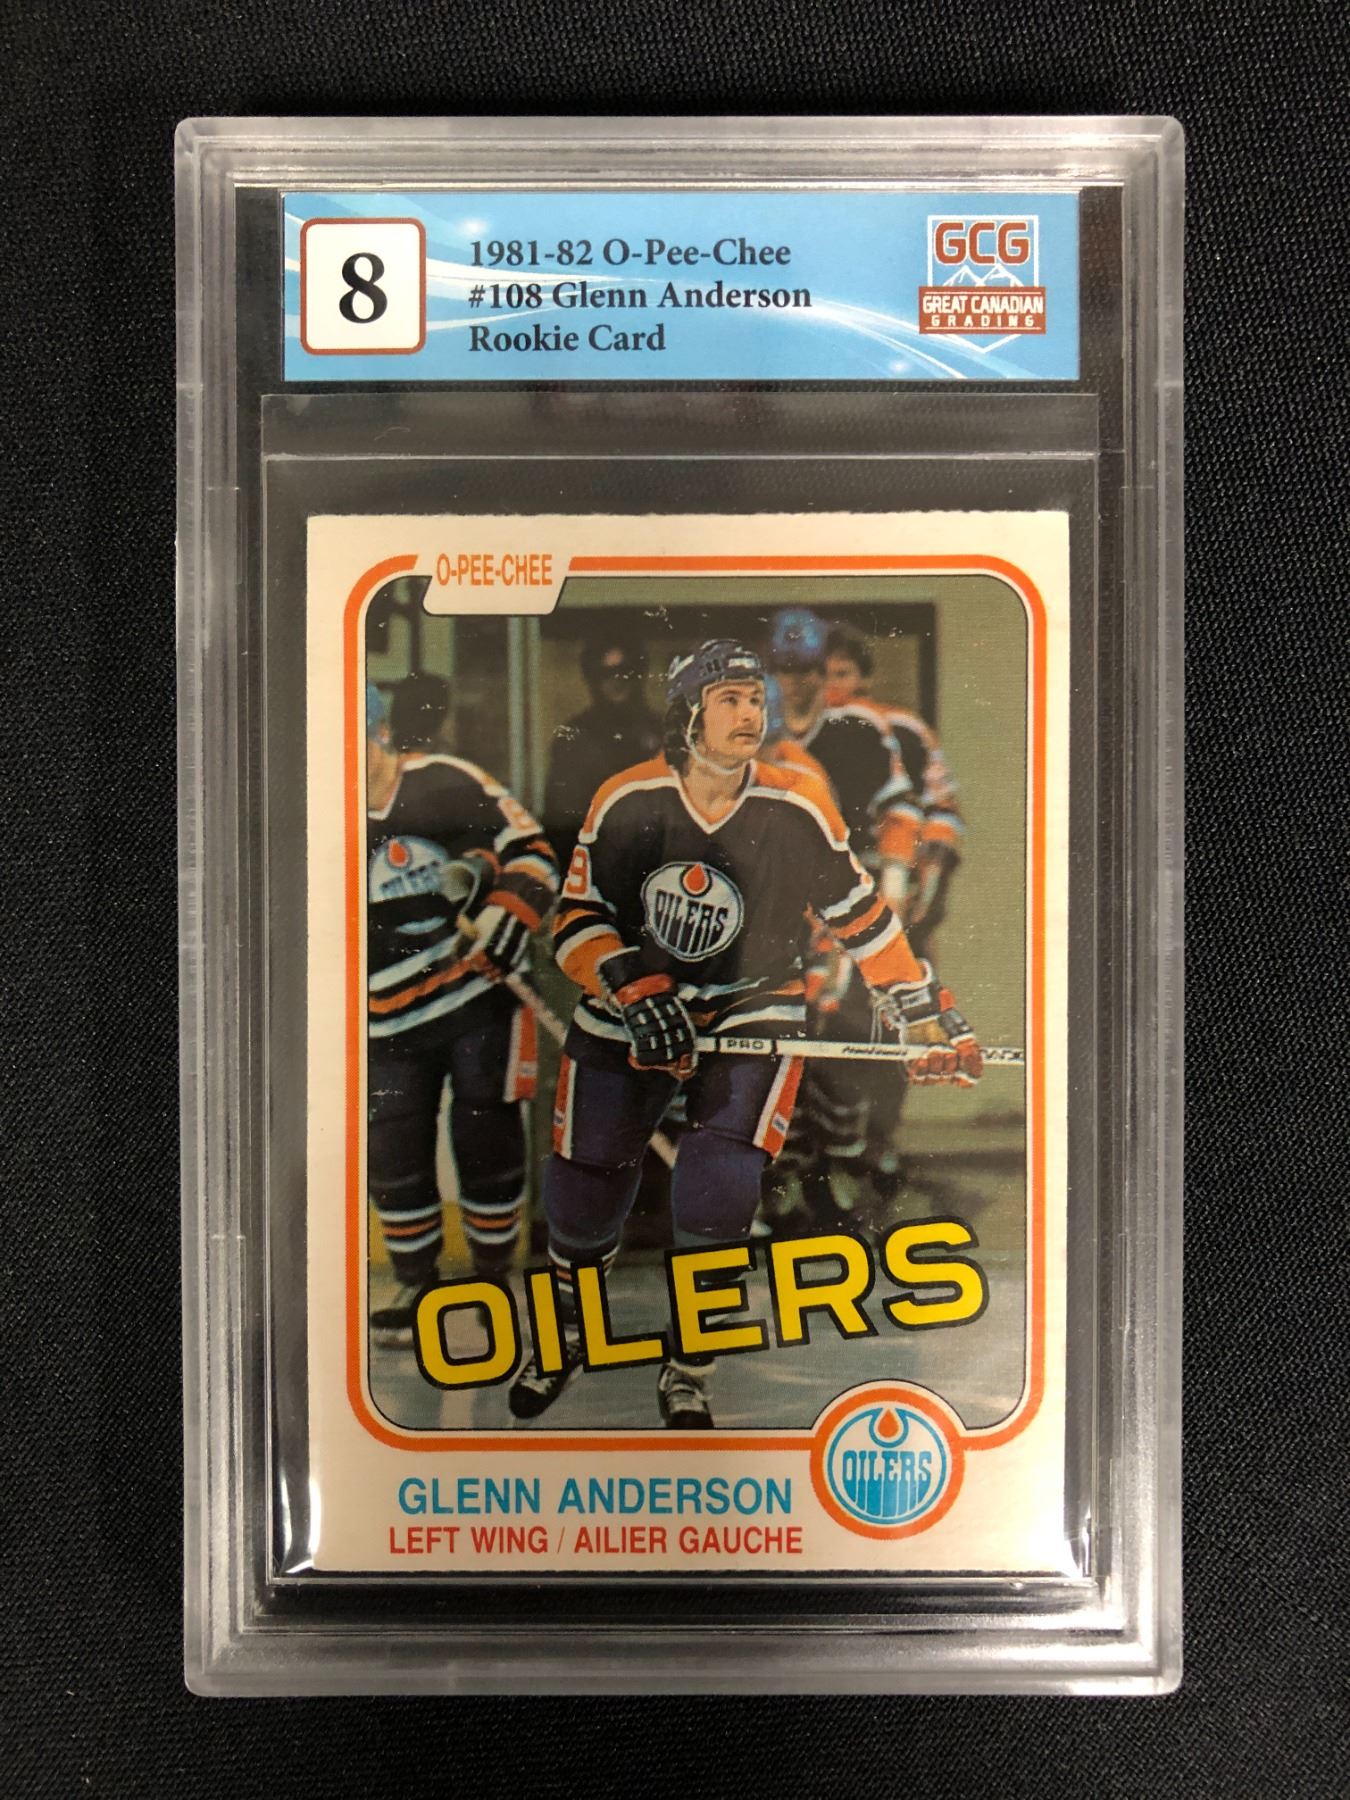 8
1981-82 O-Pee-Chee
#108 Glenn Anderson
Rookie Card
GCG
GREAT CANADIAN
GRADING
O-PEE-CHEE
9
OILERS
OILERS
PRO
OILERS
OILERS
GLENN ANDERSON
LEFT WING / AILIER GAUCHE